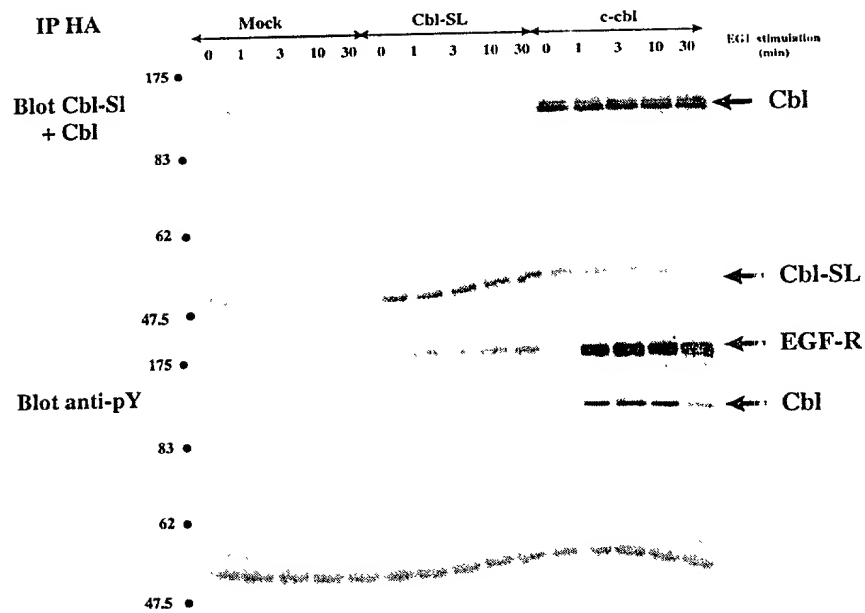 IP HA
Mock Cbl-SL c-cbl
0 1 3 10 30 0 1 3 10 30 0 1 3 10 30
EGF stimulation
(min)
175
Blot Cbl-Sl
+ Cbl
Cbl
83
62
Cbl-SL
47.5
EGF-R
175
Blot anti-pY
Cbl
83
62
47.5